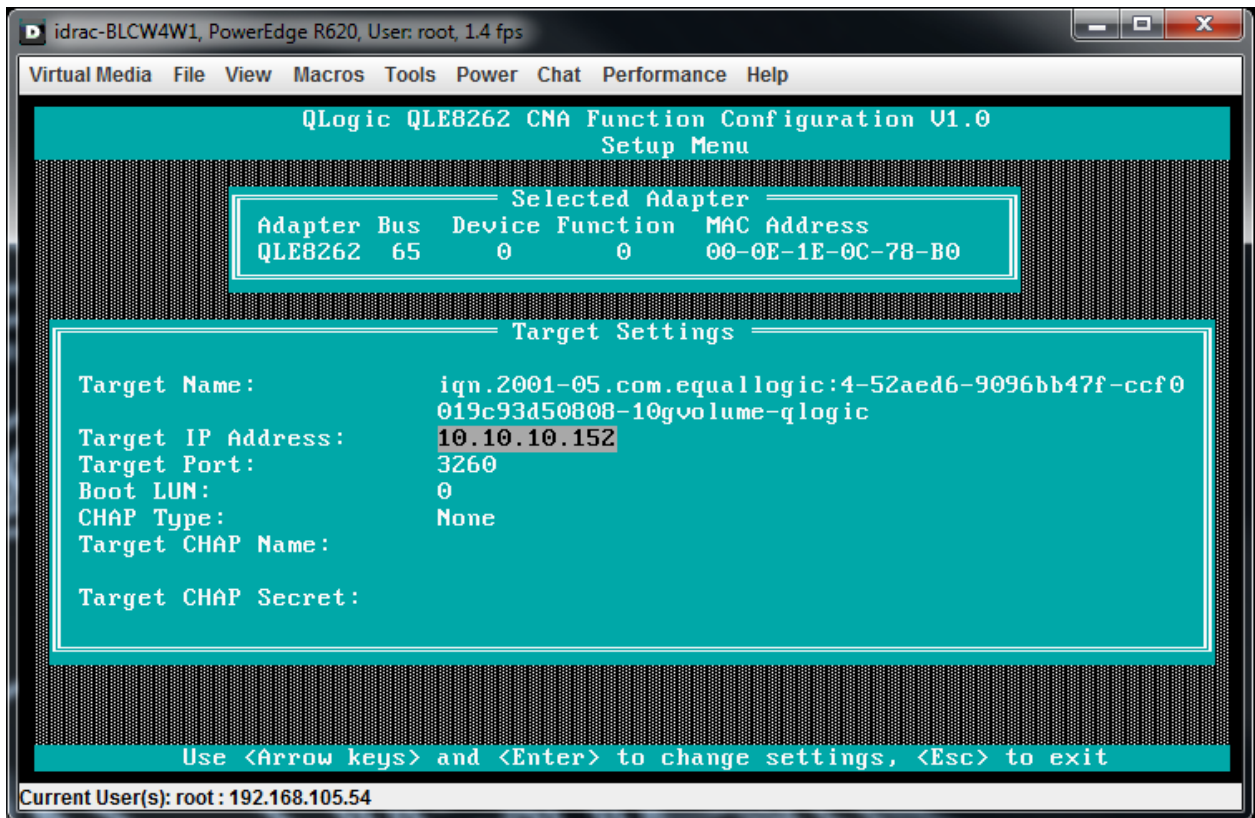 idrac-BLCW4W1, PowerEdge R620, User: root, 1.4 fps
Virtual Media File View Macros Tools Power Chat Performance Help
QLogic QLE8262 CNA Function Configuration V1.0
Setup Menu
Selected Adapter
Adapter Bus Device Function MAC Address
QLE8262 65 0 0 00-0E-1E-0C-78-B0
Target Settings
Target Name: iqn.2001-05.com.equallogic:4-52aed6-9096bb47f-ccf0
019c93d50808-10gvolume-qlogic
Target IP Address: 10.10.10.152
Target Port: 3260
Boot LUN: 0
CHAP Type: None
Target CHAP Name:
Target CHAP Secret:
Use <Arrow keys> and <Enter> to change settings, <Esc> to exit
Current User(s): root : 192.168.105.54